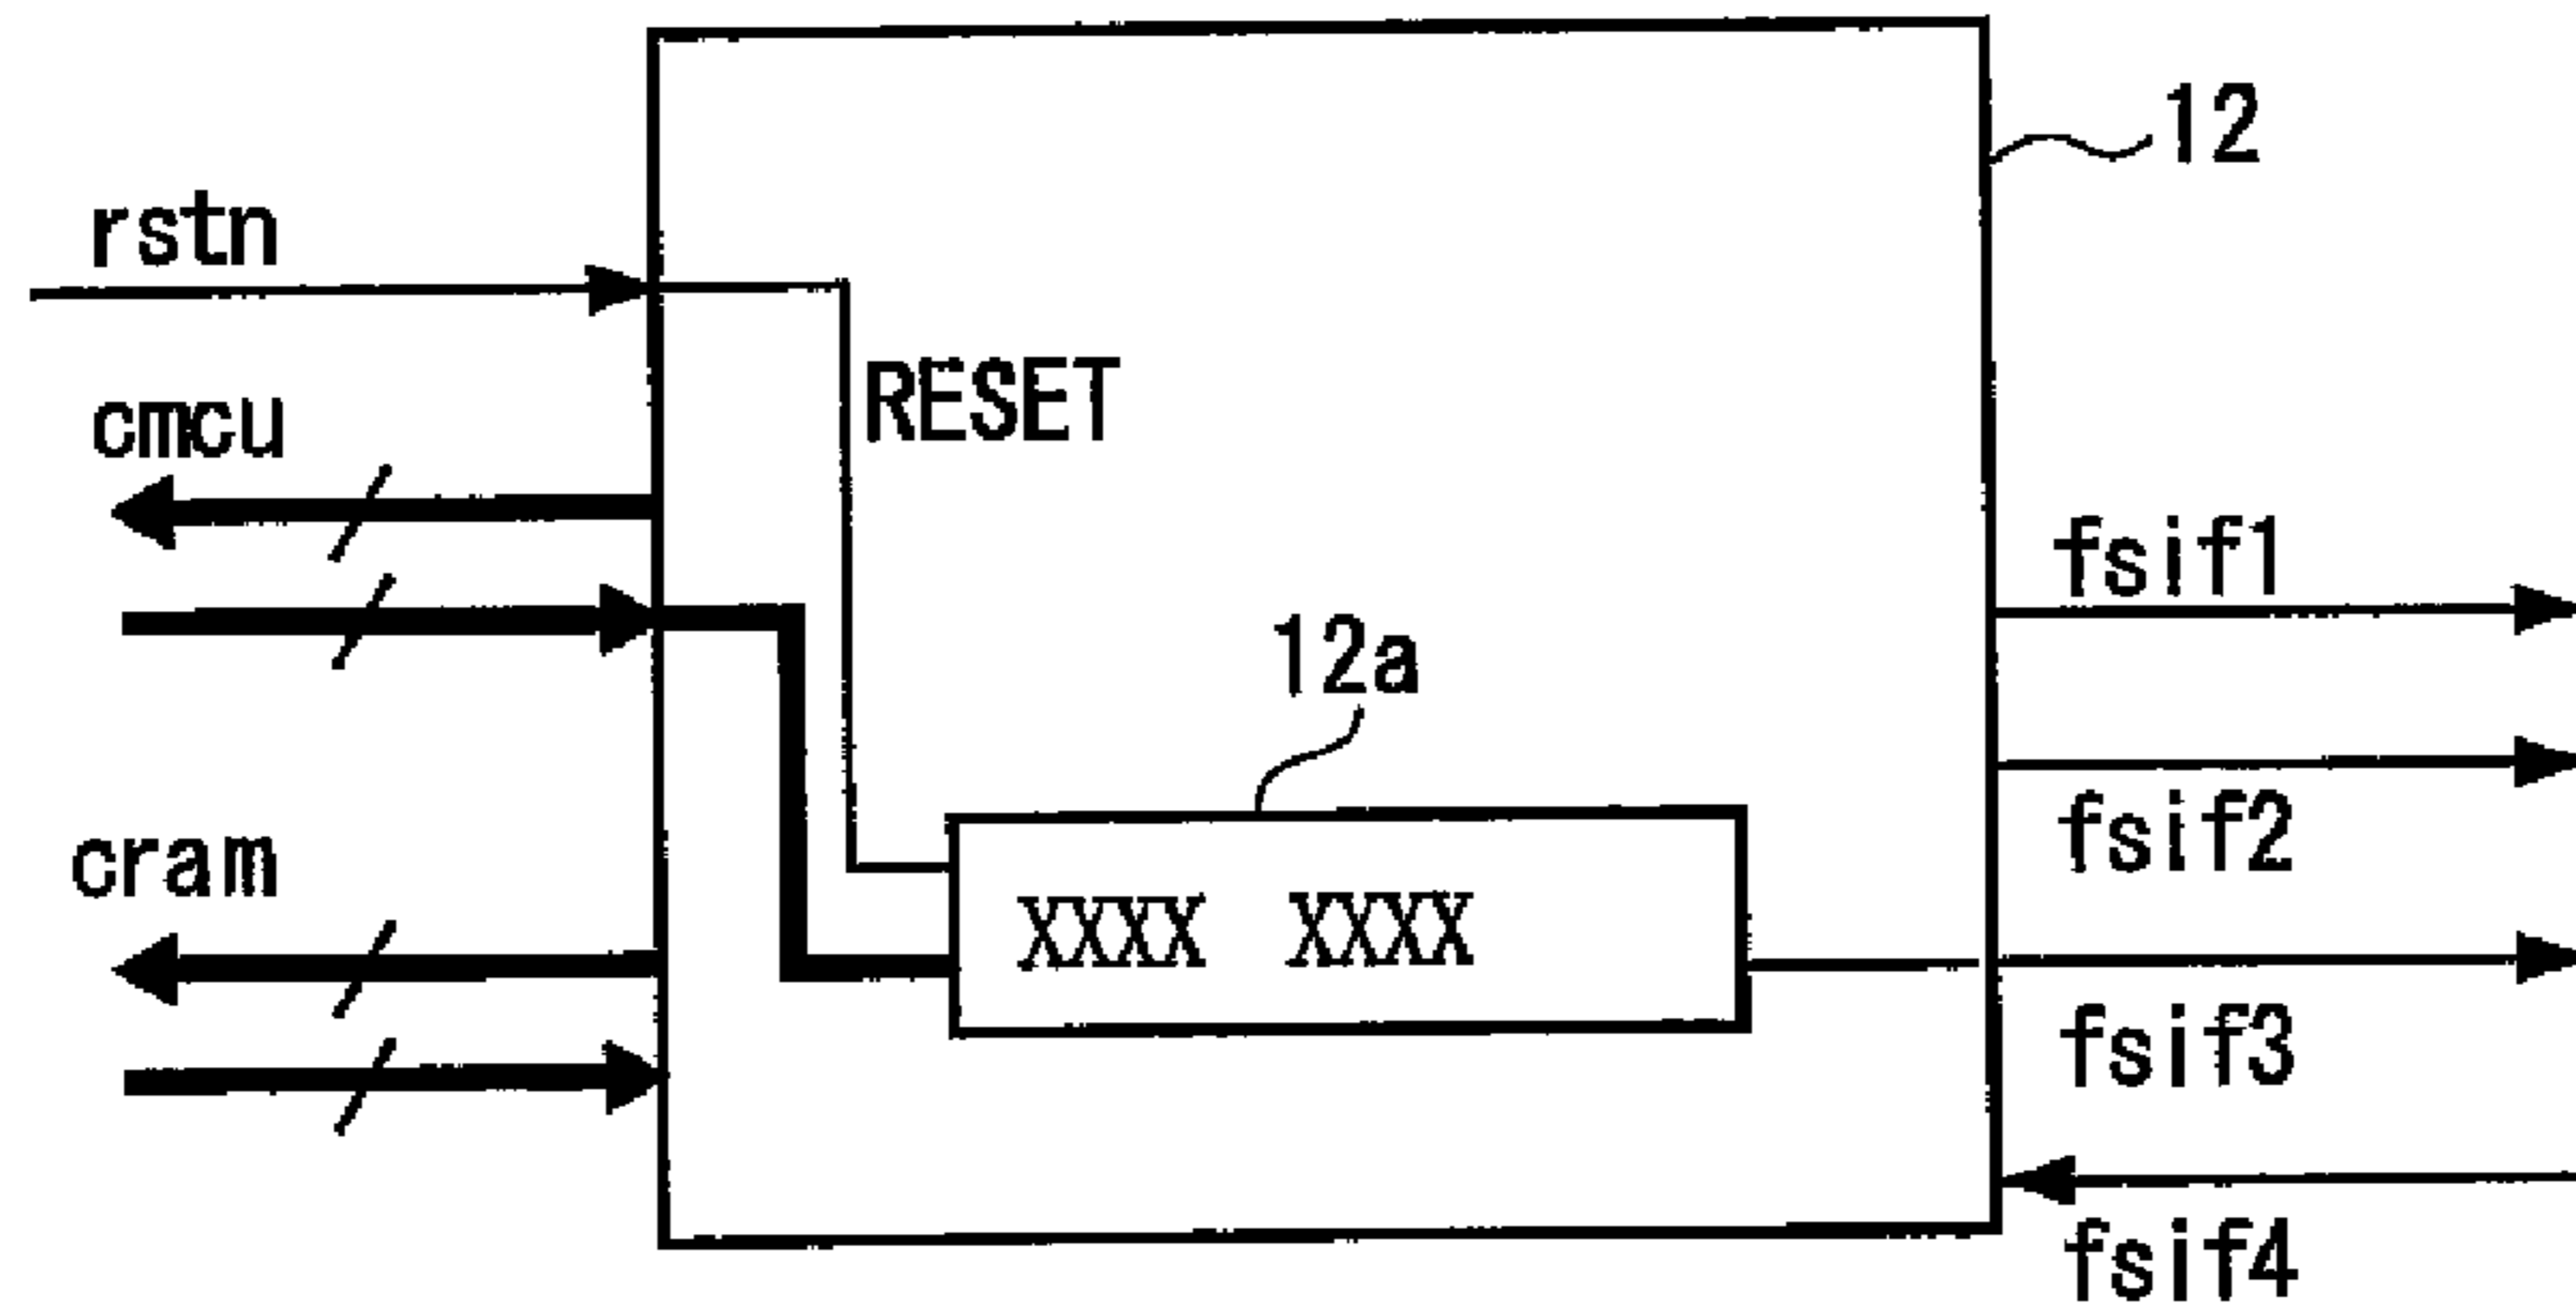 12
rstn
RESET
cmcu
fsif1
12a
fsif2
cram
XXXX XXXX
fsif3
fsif4